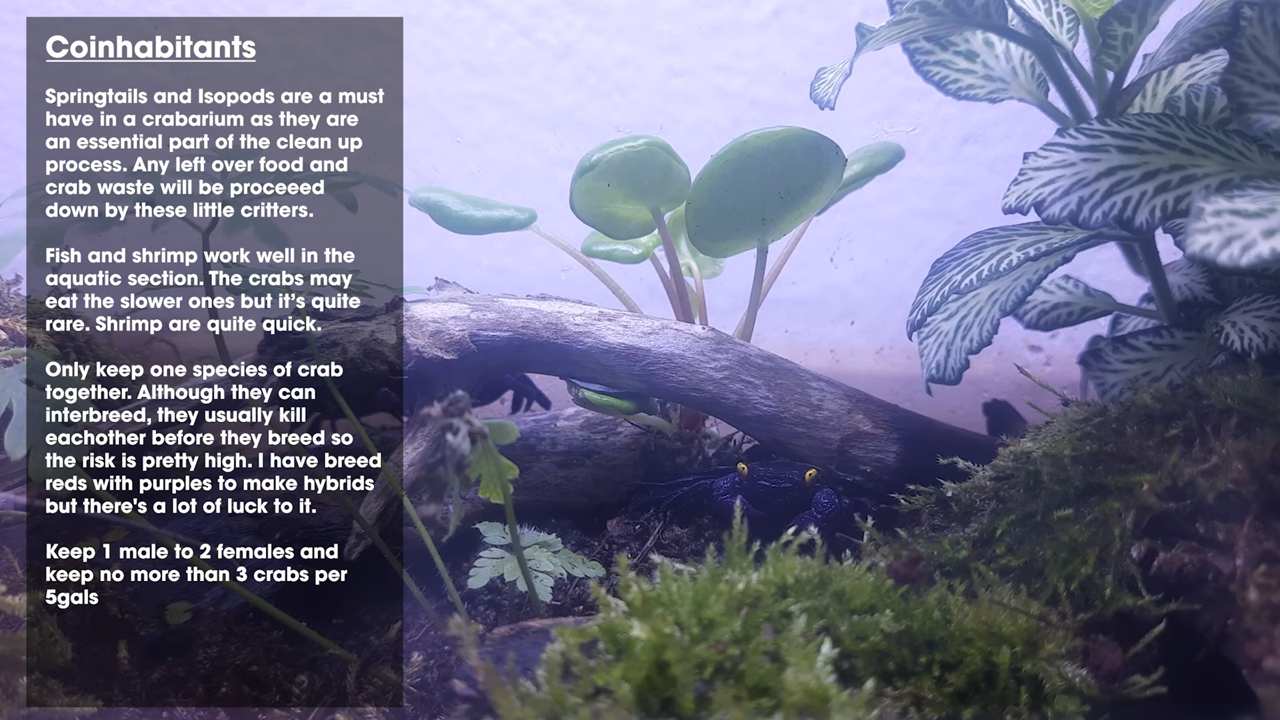 Coinhabitants
Springtails and Isopods are a must
have in a crabarium as they are
an essential part of the clean up
process. Any left over food and
crab waste will be proceeed
down by these little critters.
Fish and shrimp work well in the
aquatic section. The crabs may
eat the slower ones but it's quite
rare. Shrimp are quite quick.
Only keep one species of crab
together. Although they can
interbreed, they usually kill
eachother before they breed so
the risk is pretty high. I have breed
reds with purples to make hybrids
but there's a lot of luck to it.
Keep 1 male to 2 females and
keep no more than 3 crabs per
5gals